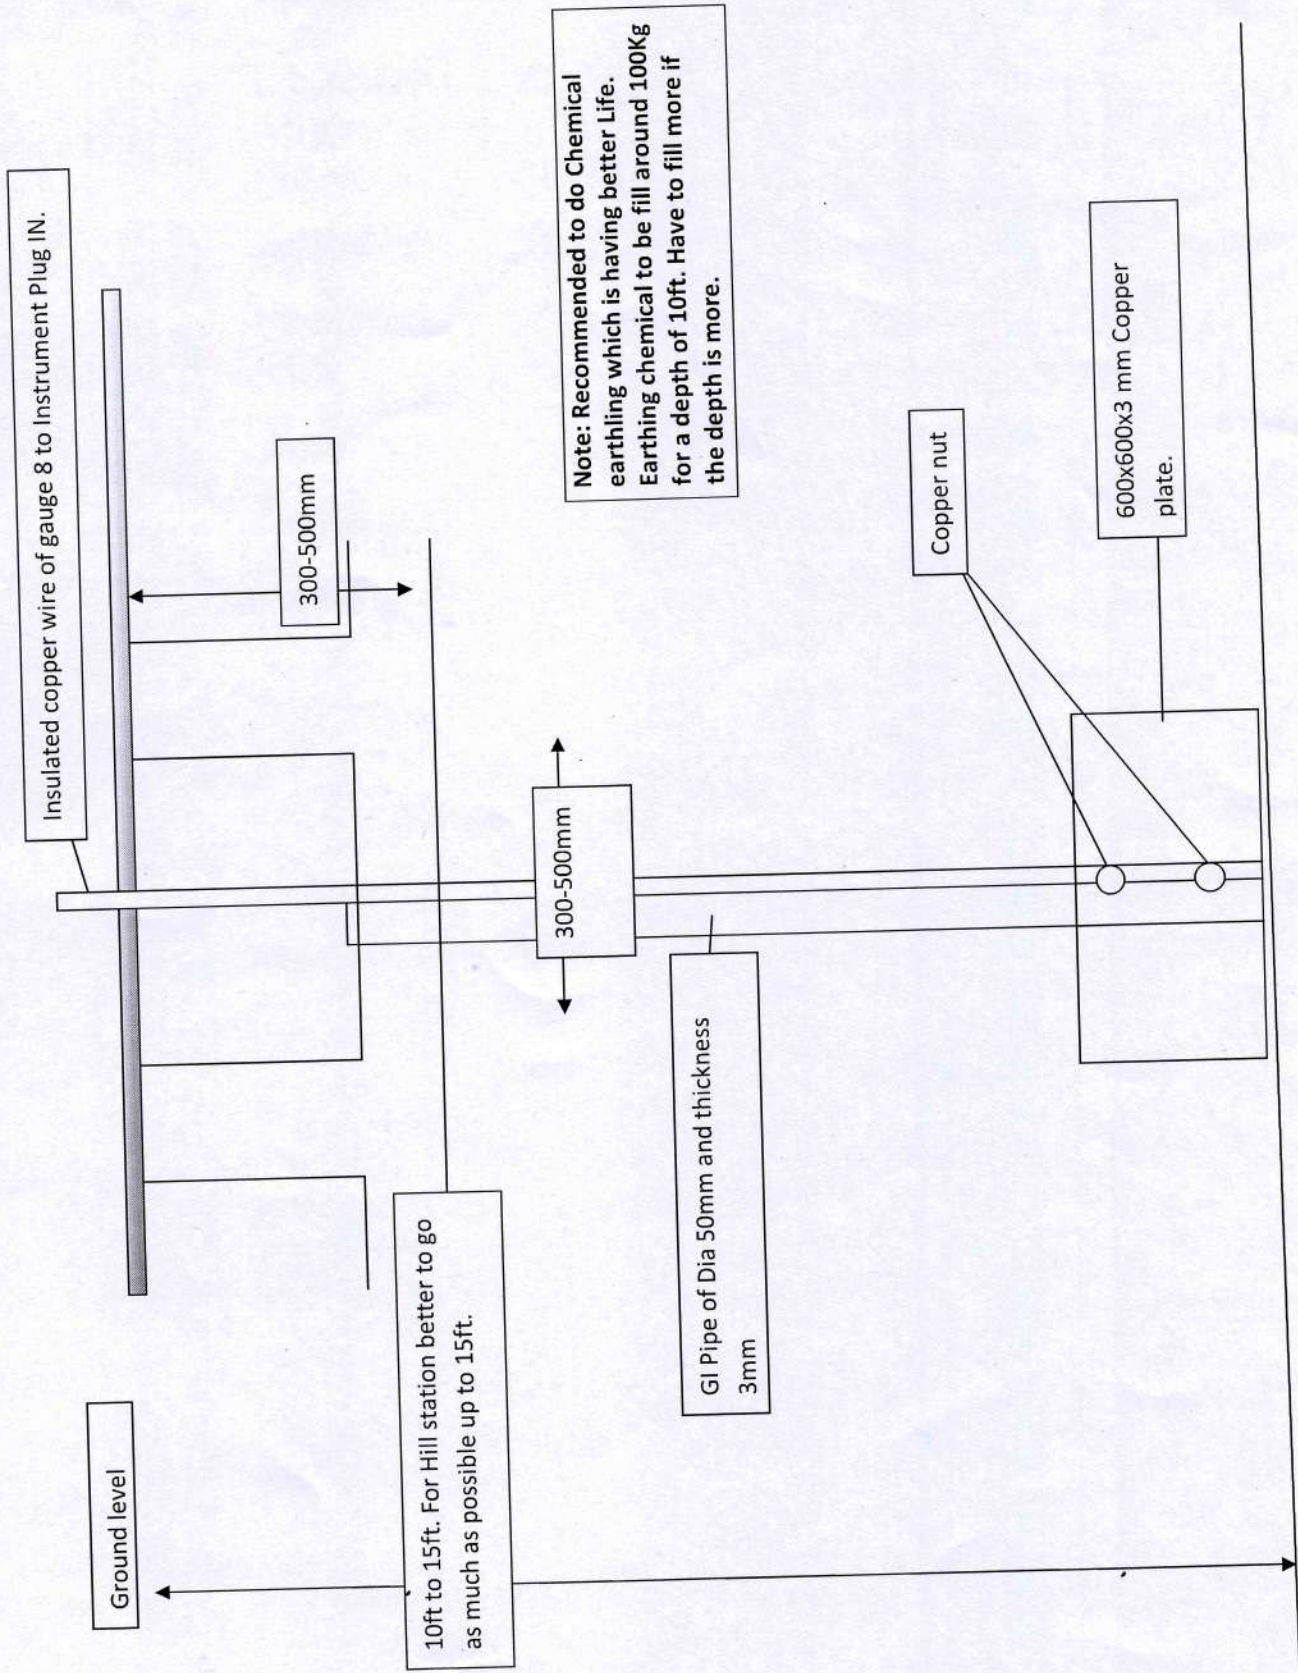 Insulated copper wire of gauge 8 to Instrument Plug IN.
Ground level
300-500mm
10ft to 15ft. For Hill station better to go
as much as possible up to 15ft.
300-500mm
Note: Recommended to do Chemical
earthling which is having better Life.
Earthing chemical to be fill around 100Kg
for a depth of 10ft. Have to fill more if
the depth is more.
GI Pipe of Dia 50mm and thickness
3mm
Copper nut
600x600x3 mm Copper
plate.